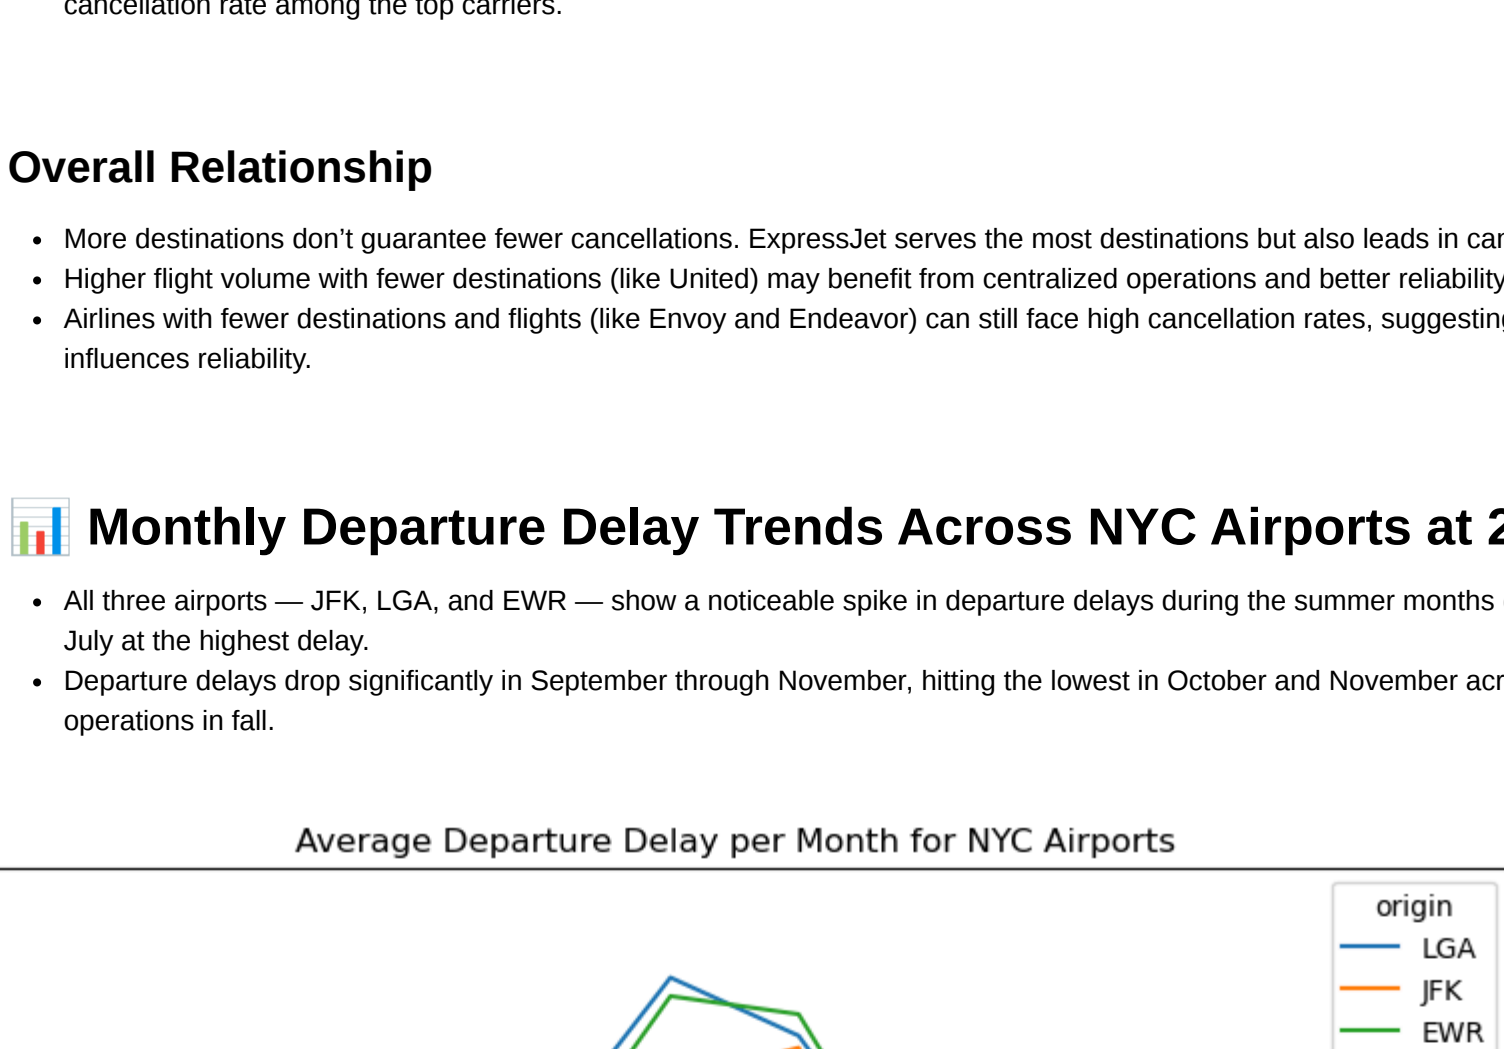 cancellation rate among the top carriers.
Overall Relationship
More destinations don’t guarantee fewer cancellations. ExpressJet serves the most destinations but also leads in
Higher flight volume with fewer destinations (like United) may benefit from centralized operations and better reliability
Airlines with fewer destinations and flights (like Envoy and Endeavor) can still face high cancellation rates, suggesting
influences reliability.
📊 Monthly Departure Delay Trends Across NYC Airports at 2
All three airports — JFK, LGA, and EWR — show a noticeable spike in departure delays during the summer months
July at the highest delay.
Departure delays drop significantly in September through November, hitting the lowest in October and November
operations in fall.
Average Departure Delay per Month for NYC Airports
origin
LGA
JFK
EWR